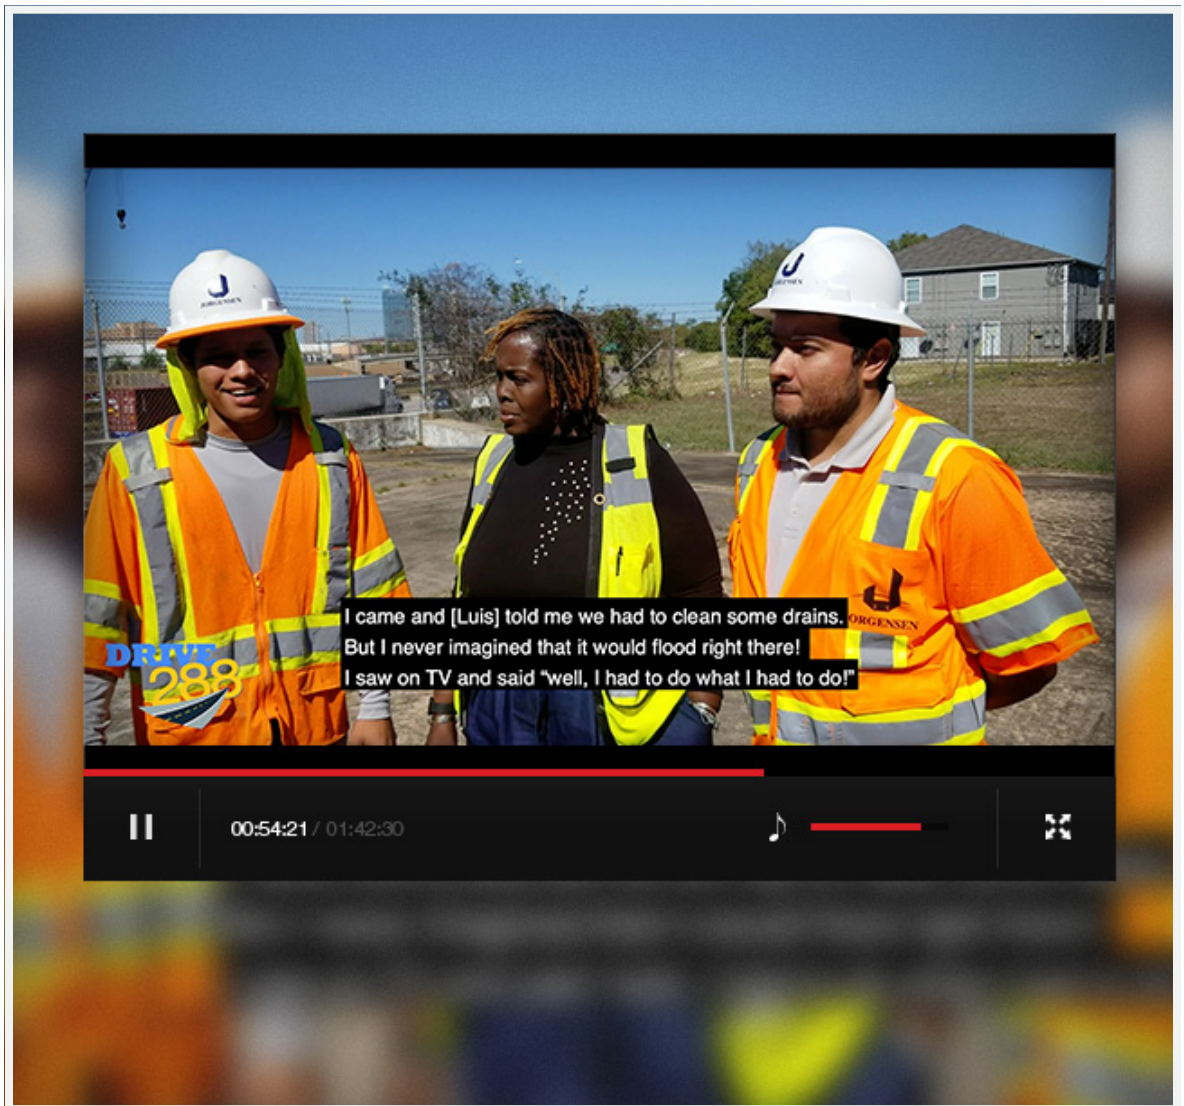 JORGENSEN
JORGENSEN
JORGENSEN
I came and [Luis] told me we had to clean some drains.
But I never imagined that it would flood right there!
I saw on TV and said “well, I had to do what I had to do!”
DRIVE
288
00:54:21 / 01:42:30